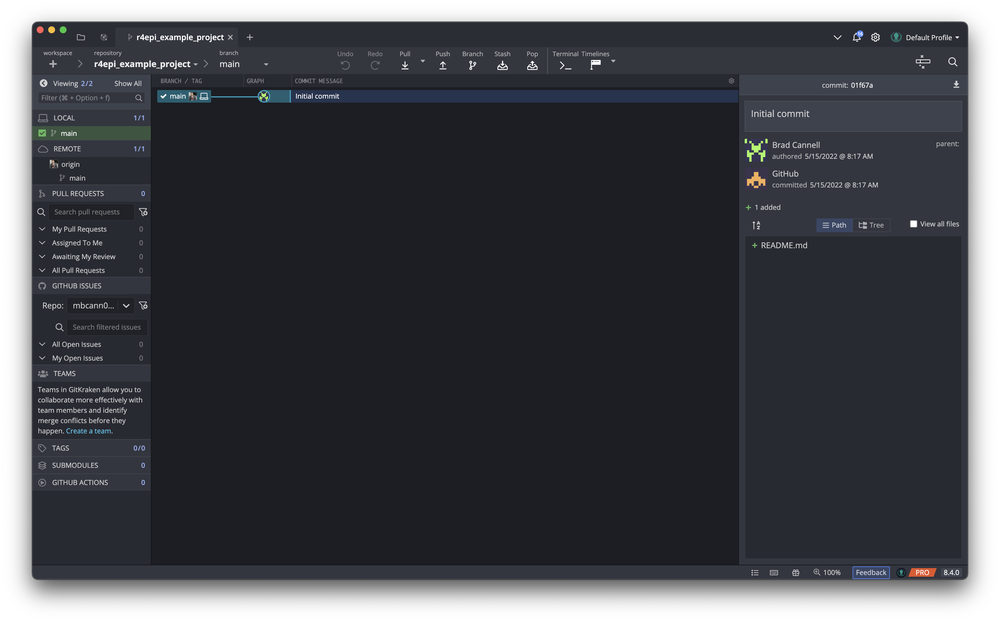 r4epi_example_project
16
Default Profile
workspace
repository
r4epi_example_project
branch
main
Undo
Redo
Pull
Push
Branch
Stash
Pop
Terminal
Timelines
Viewing 2/2
Show All
Filter (⌘ + Option + f)
LOCAL 1/1
main
REMOTE 1/1
origin
main
PULL REQUESTS 0
Search pull requests
My Pull Requests 0
Assigned To Me 0
Awaiting My Review 0
All Pull Requests 0
GITHUB ISSUES
Repo: mbcann0...
Search filtered issues
All Open Issues 0
My Open Issues 0
TEAMS
Teams in GitKraken allow you to
collaborate more effectively with
team members and identify
merge conflicts before they
happen. Create a team.
TAGS 0/0
SUBMODULES 0
GITHUB ACTIONS 0
BRANCH / TAG
GRAPH
COMMIT MESSAGE
main
Initial commit
commit: 01f67a
Initial commit
Brad Cannell
parent:
authored 5/15/2022 @ 8:17 AM
GitHub
committed 5/15/2022 @ 8:17 AM
+ 1 added
A
Z
Path
Tree
View all files
+ README.md
100%
Feedback
PRO
8.4.0